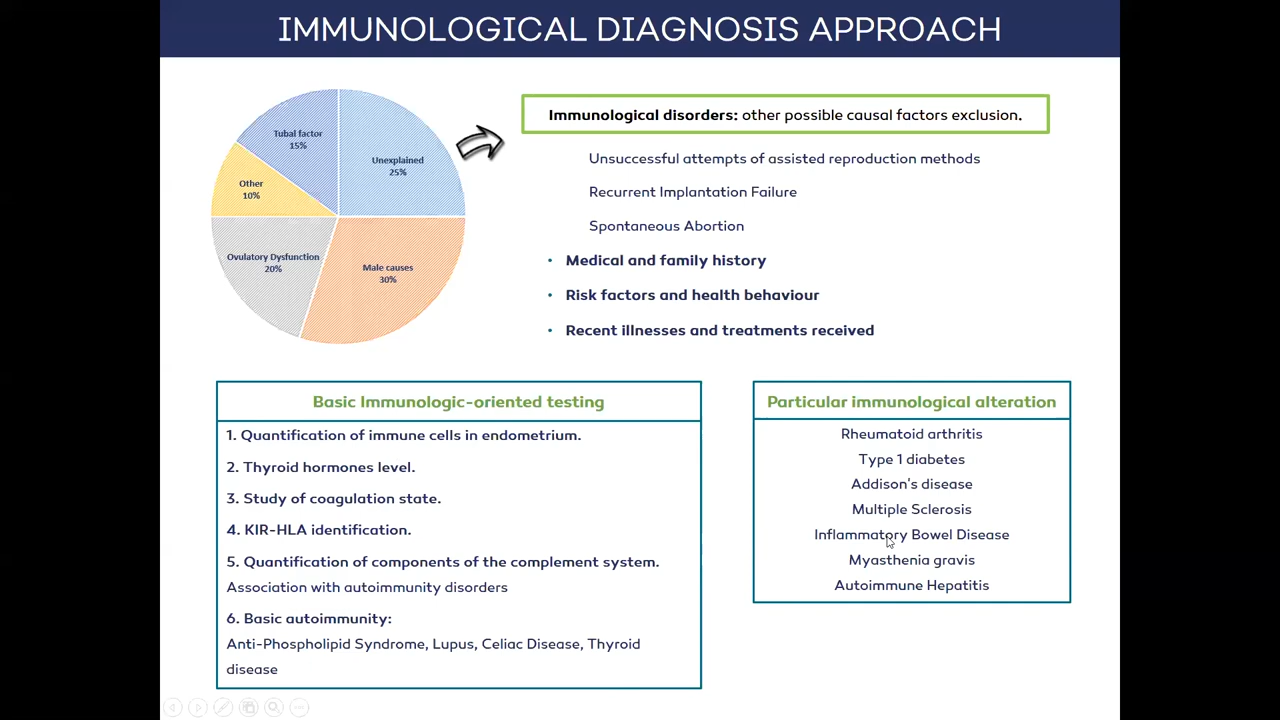 IMMUNOLOGICAL DIAGNOSIS APPROACH
Tubal factor
15%
Unexplained
25%
Other
10%
Ovulatory Dysfunction
20%
Male causes
30%
Immunological disorders: other possible causal factors exclusion.
Unsuccessful attempts of assisted reproduction methods
Recurrent Implantation Failure
Spontaneous Abortion
• Medical and family history
• Risk factors and health behaviour
• Recent illnesses and treatments received
Basic Immunologic-oriented testing
1. Quantification of immune cells in endometrium.
2. Thyroid hormones level.
3. Study of coagulation state.
4. KIR-HLA identification.
5. Quantification of components of the complement system.
Association with autoimmunity disorders
6. Basic autoimmunity:
Anti-Phospholipid Syndrome, Lupus, Celiac Disease, Thyroid
disease
Particular immunological alteration
Rheumatoid arthritis
Type 1 diabetes
Addison's disease
Multiple Sclerosis
Inflammatory Bowel Disease
Myasthenia gravis
Autoimmune Hepatitis